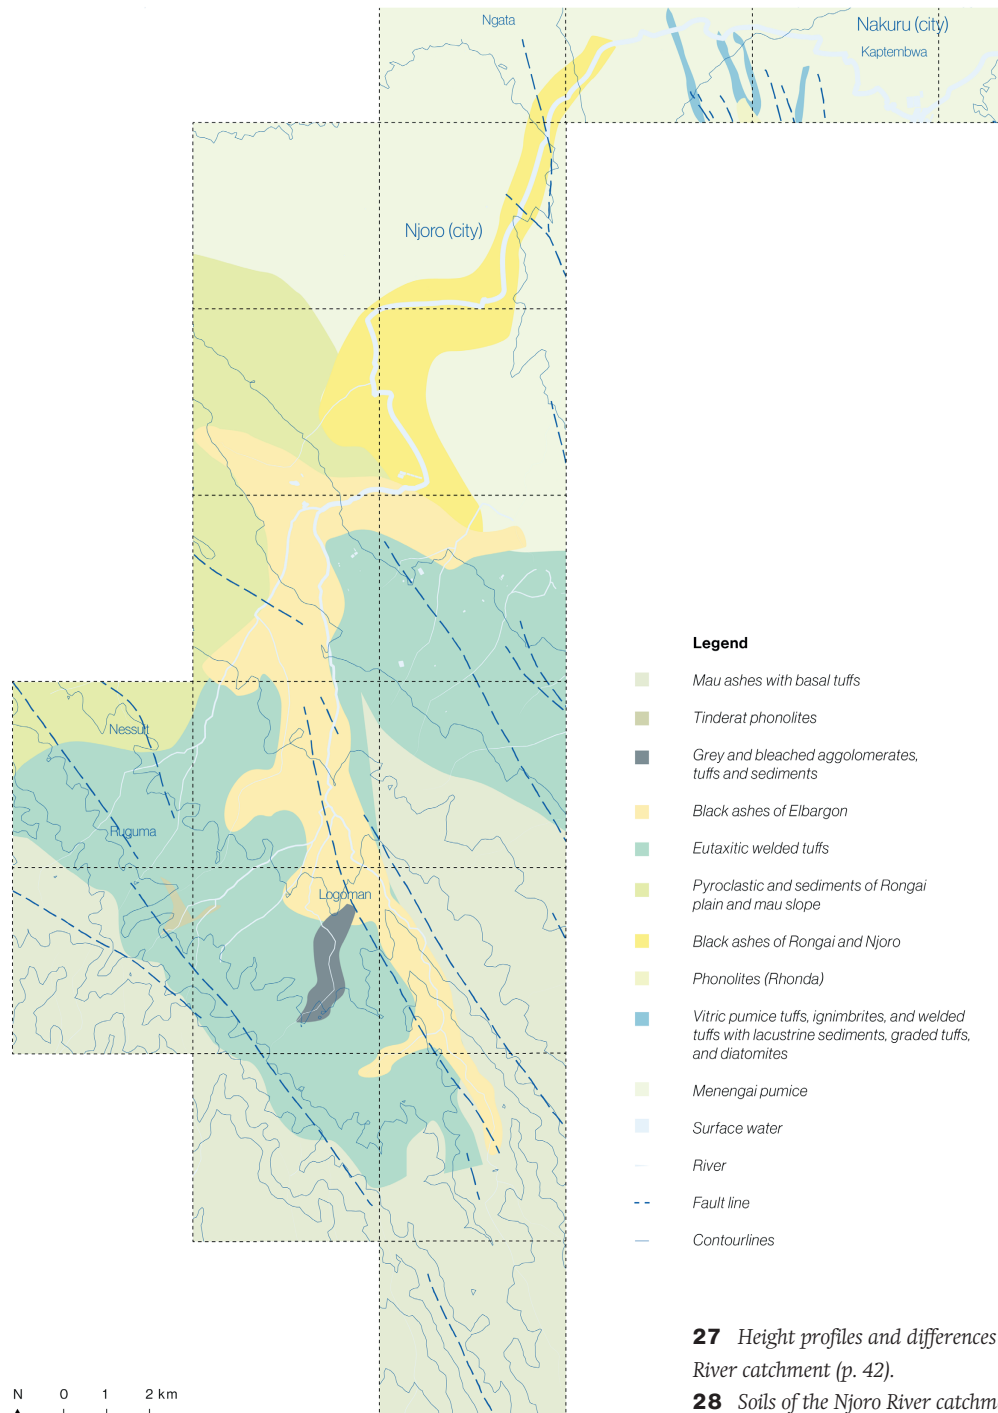 Ngata
Nakuru (city)
Kaptembwa
Njoro (city)
Nessuit
Ruguma
Logoman
Legend
Mau ashes with basal tuffs
Tinderat phonolites
Grey and bleached aggolomerates,
tuffs and sediments
Black ashes of Elbargon
Eutaxitic welded tuffs
Pyroclastic and sediments of Rongai
plain and mau slope
Black ashes of Rongai and Njoro
Phonolites (Rhonda)
Vitric pumice tuffs, ignimbrites, and welded
tuffs with lacustrine sediments, graded tuffs,
and diatomites
Menengai pumice
Surface water
River
Fault line
Contourlines
27 Height profiles and differences
River catchment (p. 42).
28 Soils of the Njoro River catchm
N 0 1 2 km